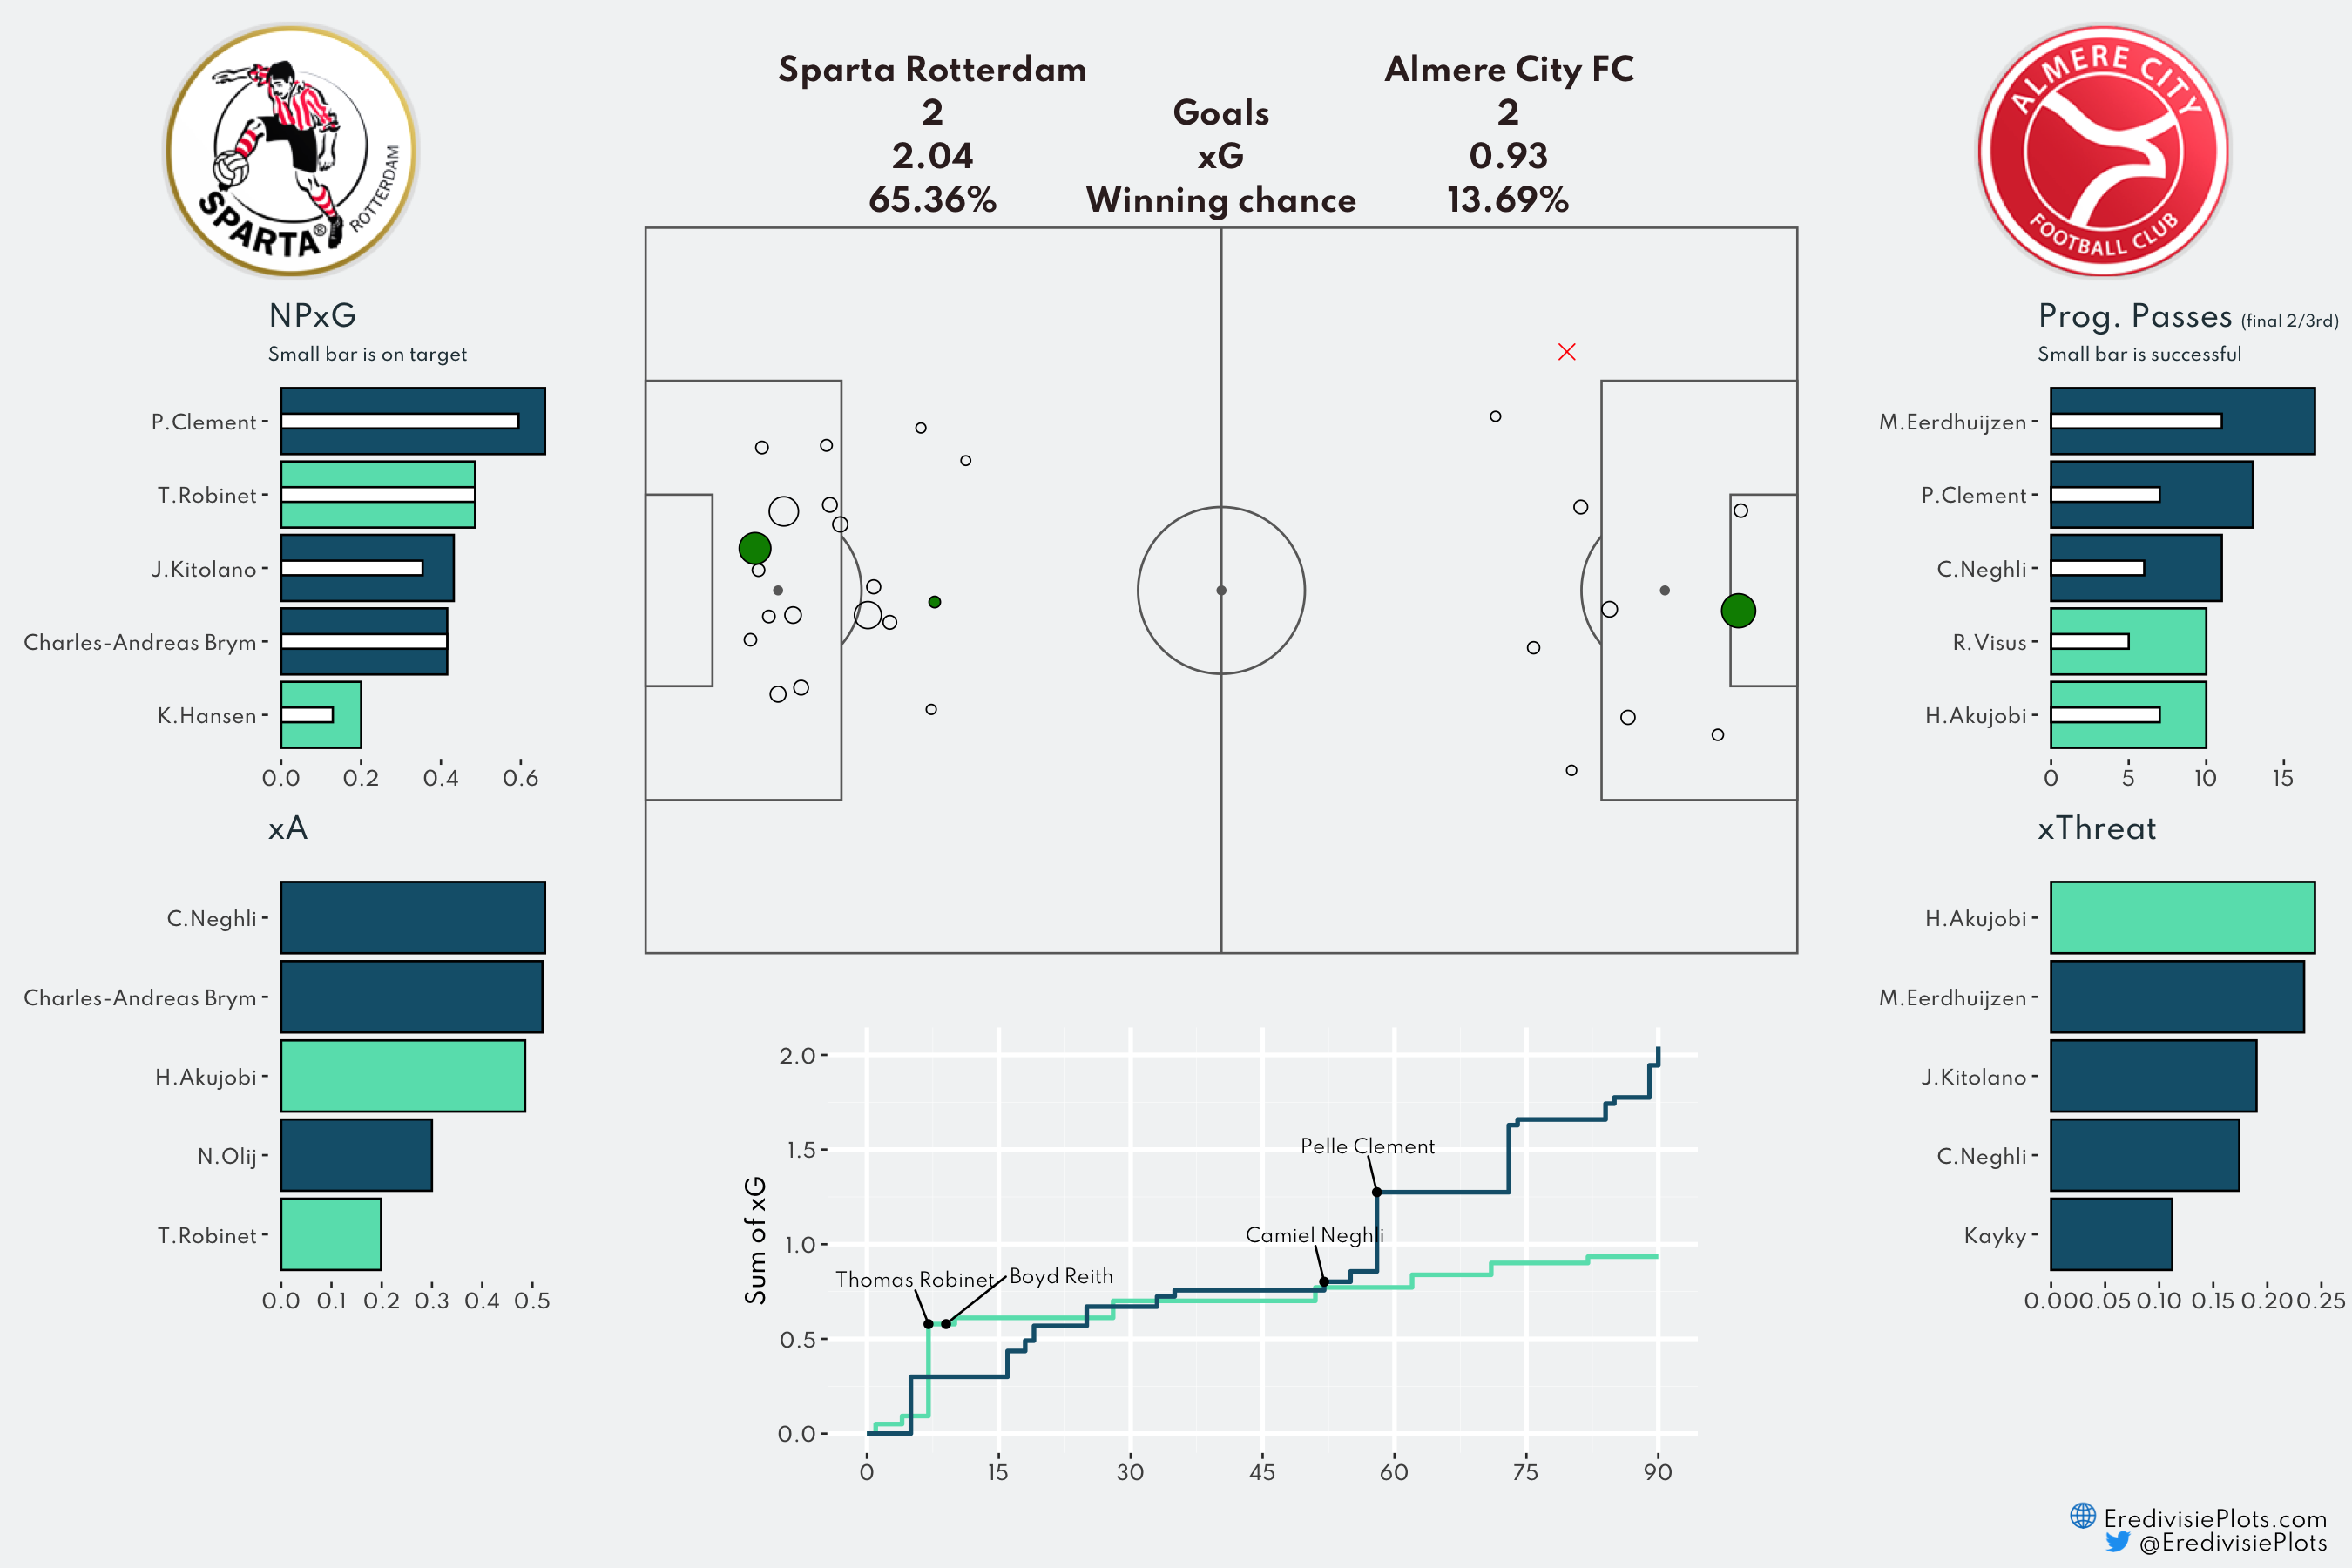 SPARTA®
ROTTERDAM
Sparta Rotterdam
Almere City FC
2 Goals 2
2.04 xG 0.93
65.36% Winning chance 13.69%
ALMERE CITY
FOOTBALL CLUB
NPxG
Small bar is on target
P.Clement
T.Robinet
J.Kitolano
Charles-Andreas Brym
K.Hansen
0.0 0.2 0.4 0.6
xA
C.Neghli
Charles-Andreas Brym
H.Akujobi
N.Olij
T.Robinet
0.0 0.1 0.2 0.3 0.4 0.5
Sum of xG
2.0
1.5
1.0
0.5
0.0
Pelle Clement
Camiel Neghli
Thomas Robinet
Boyd Reith
0 15 30 45 60 75 90
Prog. Passes (final 2/3rd)
Small bar is successful
M.Eerdhuijzen
P.Clement
C.Neghli
R.Visus
H.Akujobi
0 5 10 15
xThreat
H.Akujobi
M.Eerdhuijzen
J.Kitolano
C.Neghli
Kayky
0.00 0.05 0.10 0.15 0.20 0.25
EredivisiePlots.com
@EredivisiePlots